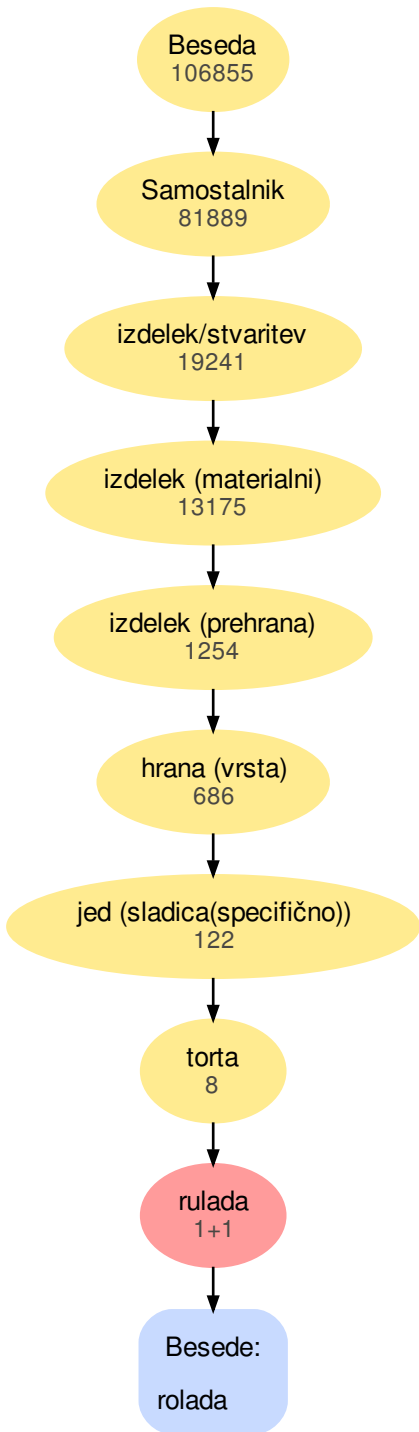 Beseda
106855
Samostalnik
81889
izdelek/stvaritev
19241
izdelek (materialni)
13175
izdelek (prehrana)
1254
hrana (vrsta)
686
jed (sladica(specifično))
122
torta
8
rulada
1+1
Besede:
rolada